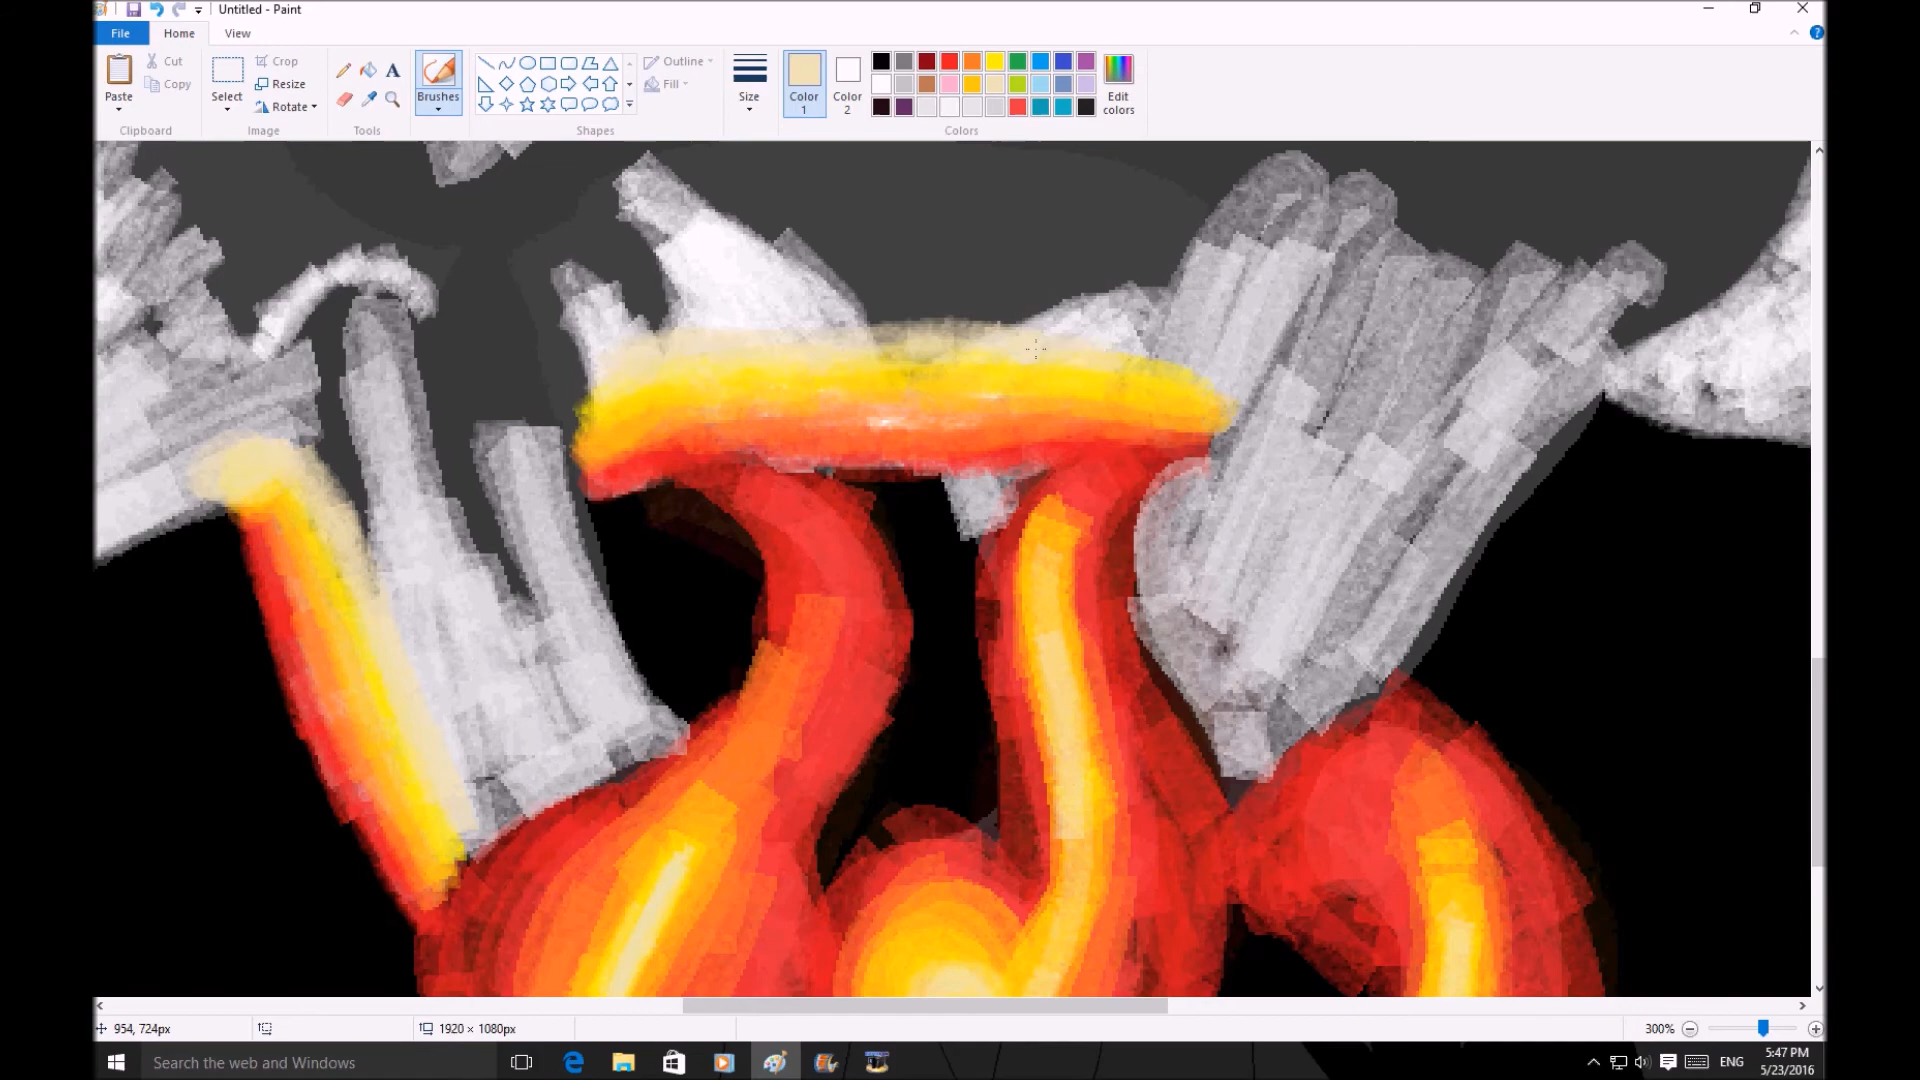 Untitled - Paint
File Home View
Paste
Cut
Copy
Clipboard
Select
Crop
Resize
Rotate
Image
Tools
Brushes
Shapes
Outline
Fill
Size
Color 1
Color 2
Edit colors
Colors
954, 724px
1920 × 1080px
300%
Search the web and Windows
ENG
5:47 PM
5/23/2016